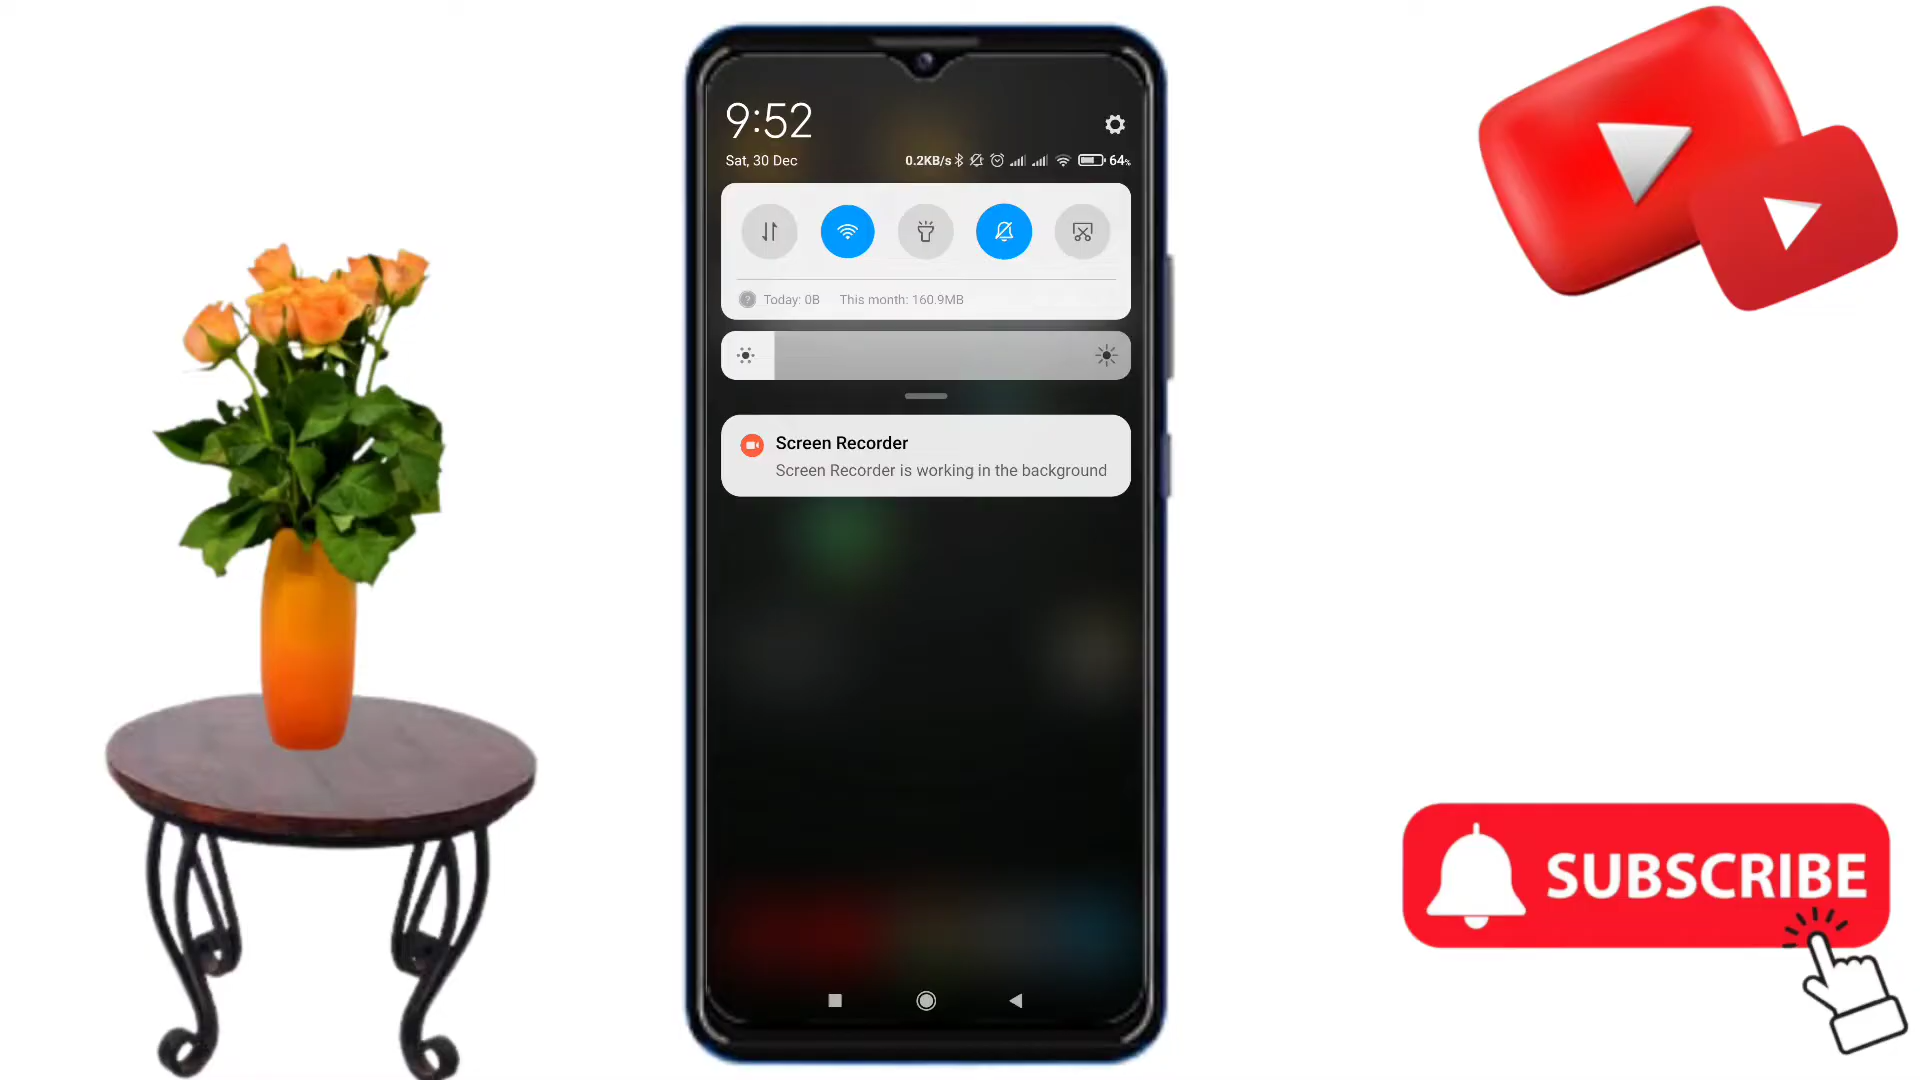 9:52
Sat, 30 Dec
0.2KB/s 64%
Today: 0B This month: 160.9MB
Screen Recorder
Screen Recorder is working in the background
SUBSCRIBE